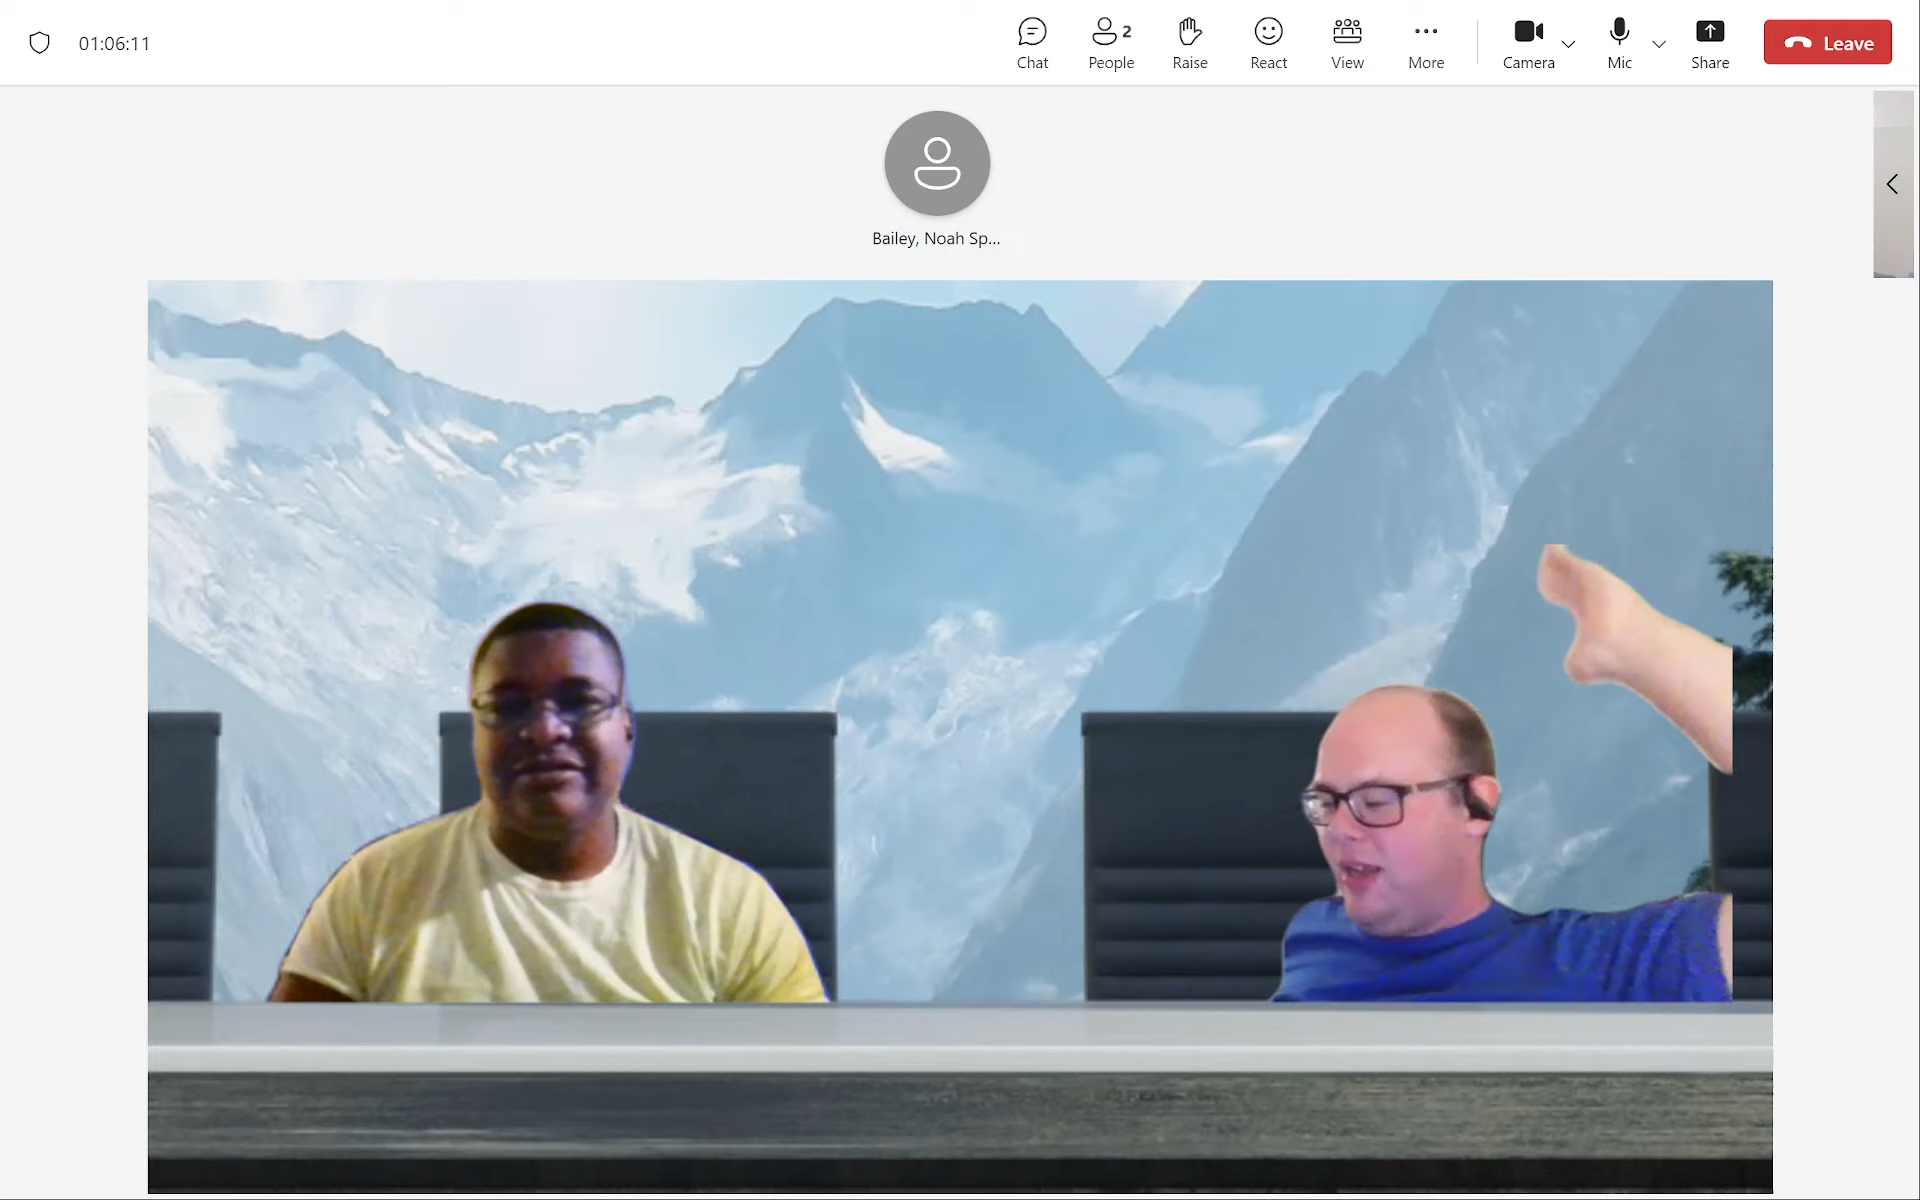 01:06:11
Chat
People 2
Raise
React
View
More
Camera
Mic
Share
Leave
Bailey, Noah Sp...